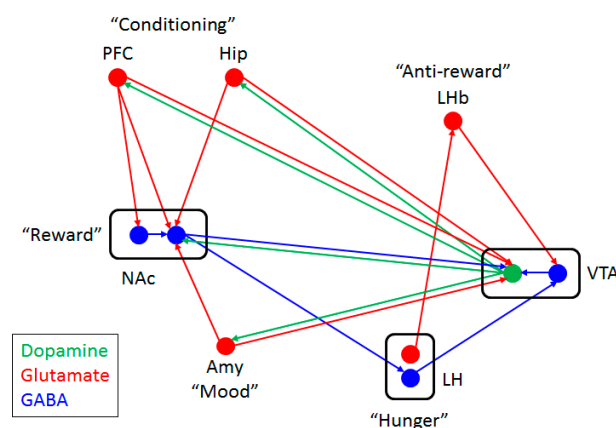 “Conditioning”
PFC
Hip
“Anti-reward”
LHb
“Reward”
NAc
VTA
Amy
“Mood”
LH
“Hunger”
Dopamine
Glutamate
GABA